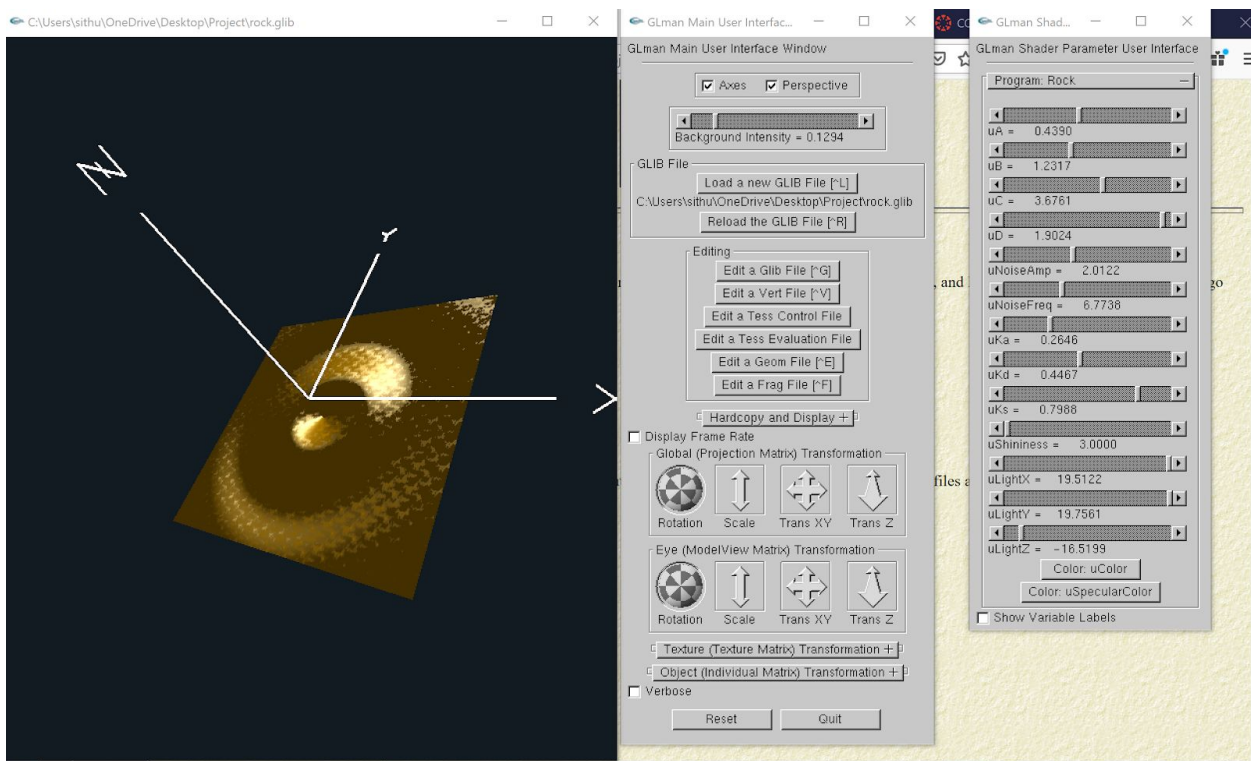 C:\Users\sithu\OneDrive\Desktop\Project\rock.glib
Z
Y
GLman Main User Interfac...
GLman Main User Interface Window
Axes
Perspective
Background Intensity = 0.1294
GLIB File
Load a new GLIB File [^L]
C:\Users\sithu\OneDrive\Desktop\Project\rock.glib
Reload the GLIB File [^R]
Editing
Edit a Glib File [^G]
Edit a Vert File [^V]
Edit a Tess Control File
Edit a Tess Evaluation File
Edit a Geom File [^E]
Edit a Frag File [^F]
Hardcopy and Display +
Display Frame Rate
Global (Projection Matrix) Transformation
Rotation Scale Trans XY Trans Z
Eye (ModelView Matrix) Transformation
Rotation Scale Trans XY Trans Z
Texture (Texture Matrix) Transformation +
Object (Individual Matrix) Transformation +
Verbose
Reset Quit
, and
files a
GLman Shad...
GLman Shader Parameter User Interface
Program: Rock
uA = 0.4390
uB = 1.2317
uC = 3.6761
uD = 1.9024
uNoiseAmp = 2.0122
uNoiseFreq = 6.7738
uKa = 0.2646
uKd = 0.4467
uKs = 0.7988
uShininess = 3.0000
uLightX = 19.5122
uLightY = 19.7561
uLightZ = -16.5199
Color: uColor
Color: uSpecularColor
Show Variable Labels
go